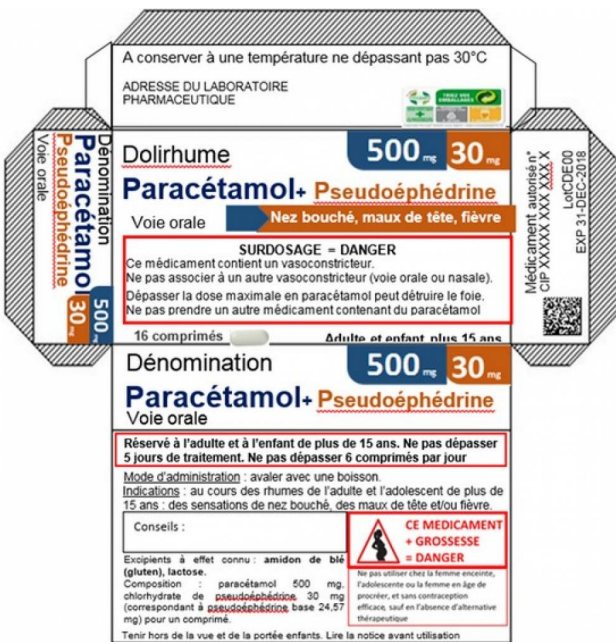 A conserver à une température ne dépassant pas 30°C
ADRESSE DU LABORATOIRE
PHARMACEUTIQUE
TRIEZ VOS
EMBALLAGES
Dolirhume
500 mg 30 mg
Paracétamol+ Pseudoéphédrine
Voie orale
Nez bouché, maux de tête, fièvre
SURDOSAGE = DANGER
Ce médicament contient un vasoconstricteur.
Ne pas associer à un autre vasoconstricteur (voie orale ou nasale).
Dépasser la dose maximale en paracétamol peut détruire le foie.
Ne pas prendre un autre médicament contenant du paracétamol
16 comprimés
Adulte et enfant plus 15 ans
Dénomination
Paracétamol
Pseudoéphédrine
Voie orale
500 mg
30 mg
Médicament autorisé n°
CIP XXXXX XXX XXX X
LotCDE00
EXP 31-DEC-2018
Dénomination
500 mg 30 mg
Paracétamol+ Pseudoéphédrine
Voie orale
Réservé à l'adulte et à l'enfant de plus de 15 ans. Ne pas dépasser
5 jours de traitement. Ne pas dépasser 6 comprimés par jour
Mode d'administration : avaler avec une boisson.
Indications : au cours des rhumes de l'adulte et l'adolescent de plus de
15 ans : des sensations de nez bouché, des maux de tête et/ou fièvre.
Conseils :
CE MEDICAMENT
+ GROSSESSE
= DANGER
Excipients à effet connu : amidon de blé
(gluten), lactose.
Composition : paracétamol 500 mg,
chlorhydrate de pseudoéphédrine 30 mg
(correspondant à pseudoéphédrine base 24,57
mg) pour un comprimé.
Ne pas utiliser chez la femme enceinte,
l'adolescente ou la femme en âge de
procréer, et sans contraception
efficace, sauf en l'absence d'alternative
thérapeutique
Tenir hors de la vue et de la portée enfants. Lire la notice avant utilisation